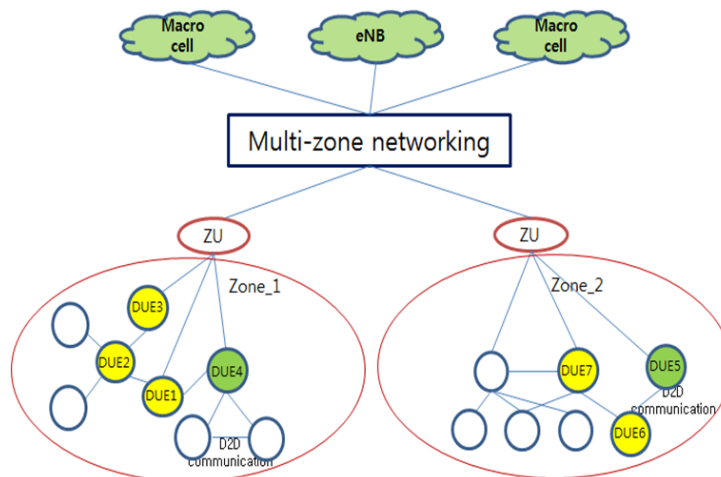 Macro
cell
eNB
Macro
cell
Multi-zone networking
ZU
ZU
Zone_1
Zone_2
DUE3
DUE2
DUE1
DUE4
D2D
communication
DUE7
DUE5
D2D
communication
DUE6